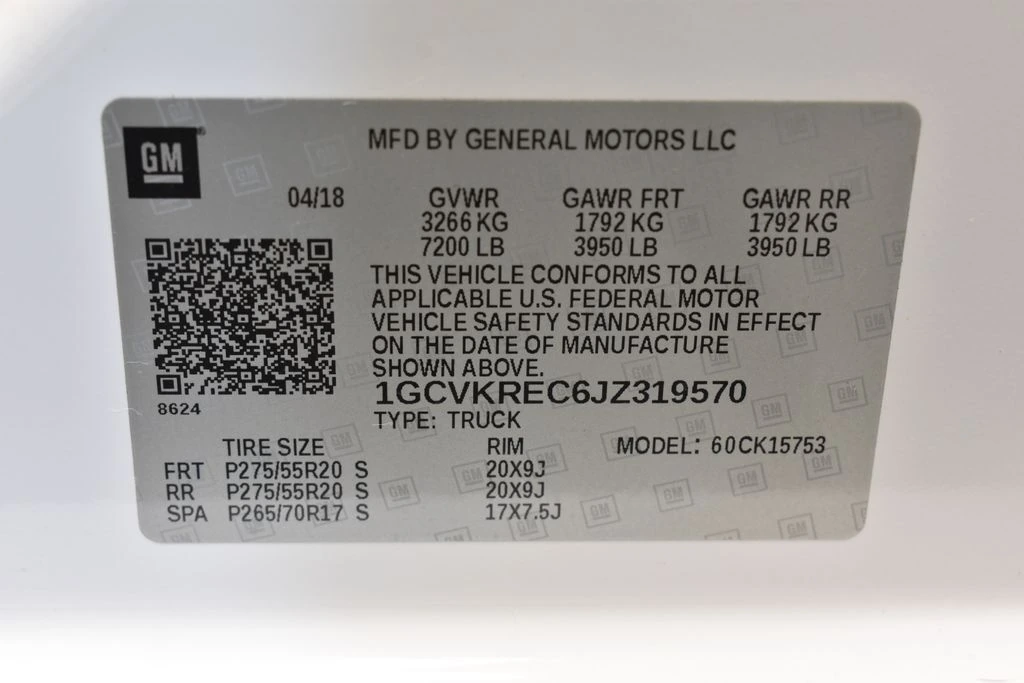 GM
MFD BY GENERAL MOTORS LLC
04/18 GVWR GAWR FRT GAWR RR
3266 KG 1792 KG 1792 KG
7200 LB 3950 LB 3950 LB
THIS VEHICLE CONFORMS TO ALL
APPLICABLE U.S. FEDERAL MOTOR
VEHICLE SAFETY STANDARDS IN EFFECT
ON THE DATE OF MANUFACTURE
SHOWN ABOVE.
1GCVKREC6JZ319570
8624
TYPE: TRUCK
TIRE SIZE RIM MODEL: 60CK15753
FRT P275/55R20 S 20X9J
RR P275/55R20 S 20X9J
SPA P265/70R17 S 17X7.5J